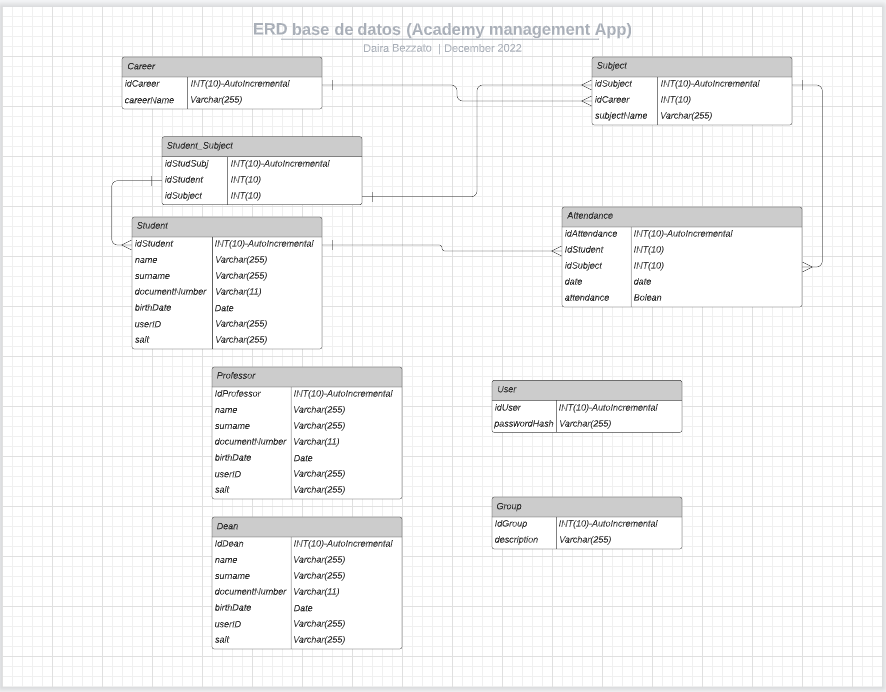 ERD base de datos (Academy management App)
Daira Bezzato | December 2022
Career
idCareer INT(10)-AutoIncremental
careerName Varchar(255)
Subject
idSubject INT(10)-AutoIncremental
idCareer INT(10)
subjectName Varchar(255)
Student_Subject
idStudSubj INT(10)-AutoIncremental
idStudent INT(10)
idSubject INT(10)
Student
idStudent INT(10)-AutoIncremental
name Varchar(255)
surname Varchar(255)
documentNumber Varchar(11)
birthDate Date
userID Varchar(255)
salt Varchar(255)
Attendance
idAttendance INT(10)-AutoIncremental
IdStudent INT(10)
idSubject INT(10)
date date
attendance Bolean
Professor
IdProfessor INT(10)-AutoIncremental
name Varchar(255)
surname Varchar(255)
documentNumber Varchar(11)
birthDate Date
userID Varchar(255)
salt Varchar(255)
User
idUser INT(10)-AutoIncremental
passwordHash Varchar(255)
Group
IdGroup INT(10)-AutoIncremental
description Varchar(255)
Dean
IdDean INT(10)-AutoIncremental
name Varchar(255)
surname Varchar(255)
documentNumber Varchar(11)
birthDate Date
userID Varchar(255)
salt Varchar(255)